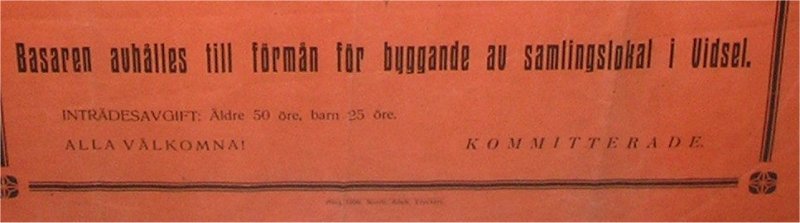 Basaren avhålles till förmån för byggande av samlingslokal i Vidsel.
INTRÄDESAVGIFT: Äldre 50 öre, barn 25 öre.
ALLA VÄLKOMNA!
KOMMITTERADE.